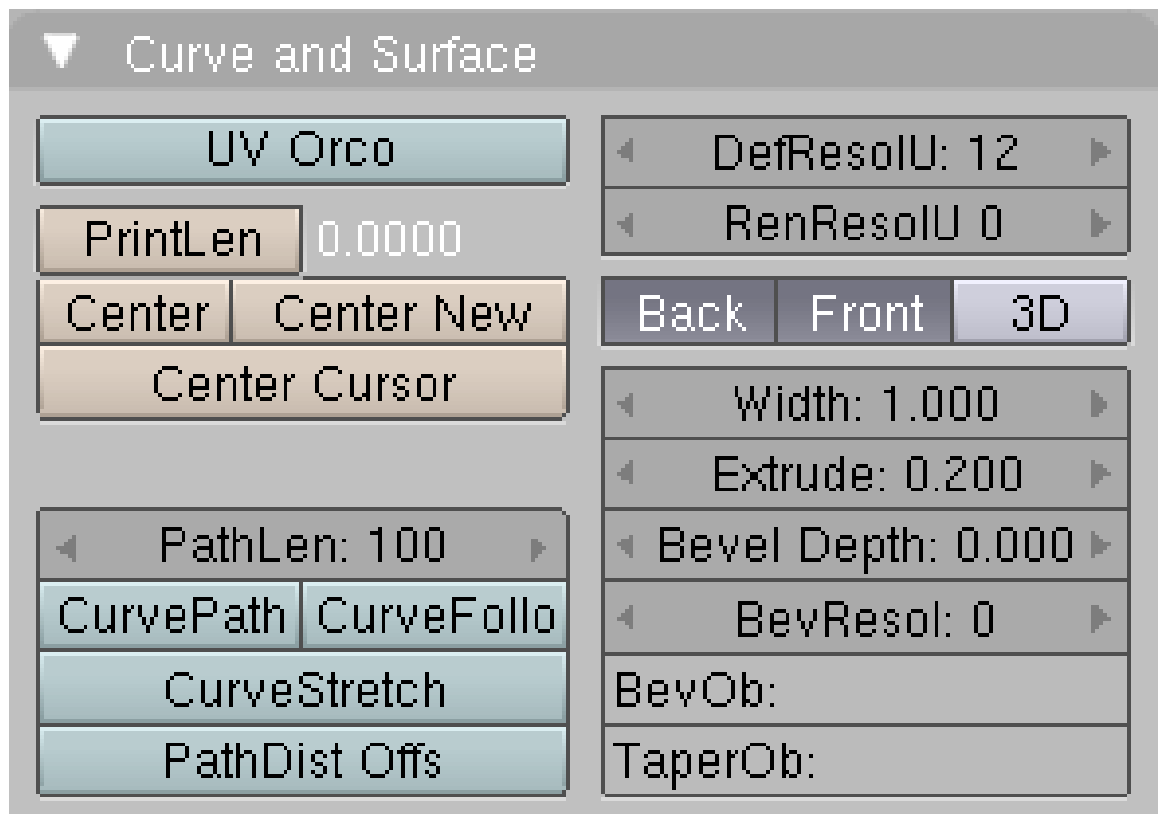 Curve and Surface
UV Orco
PrintLen 0.0000
Center Center New
Center Cursor
PathLen: 100
CurvePath CurveFollo
CurveStretch
PathDist Offs
DefResolU: 12
RenResolU 0
Back Front 3D
Width: 1.000
Extrude: 0.200
Bevel Depth: 0.000
BevResol: 0
BevOb:
TaperOb: